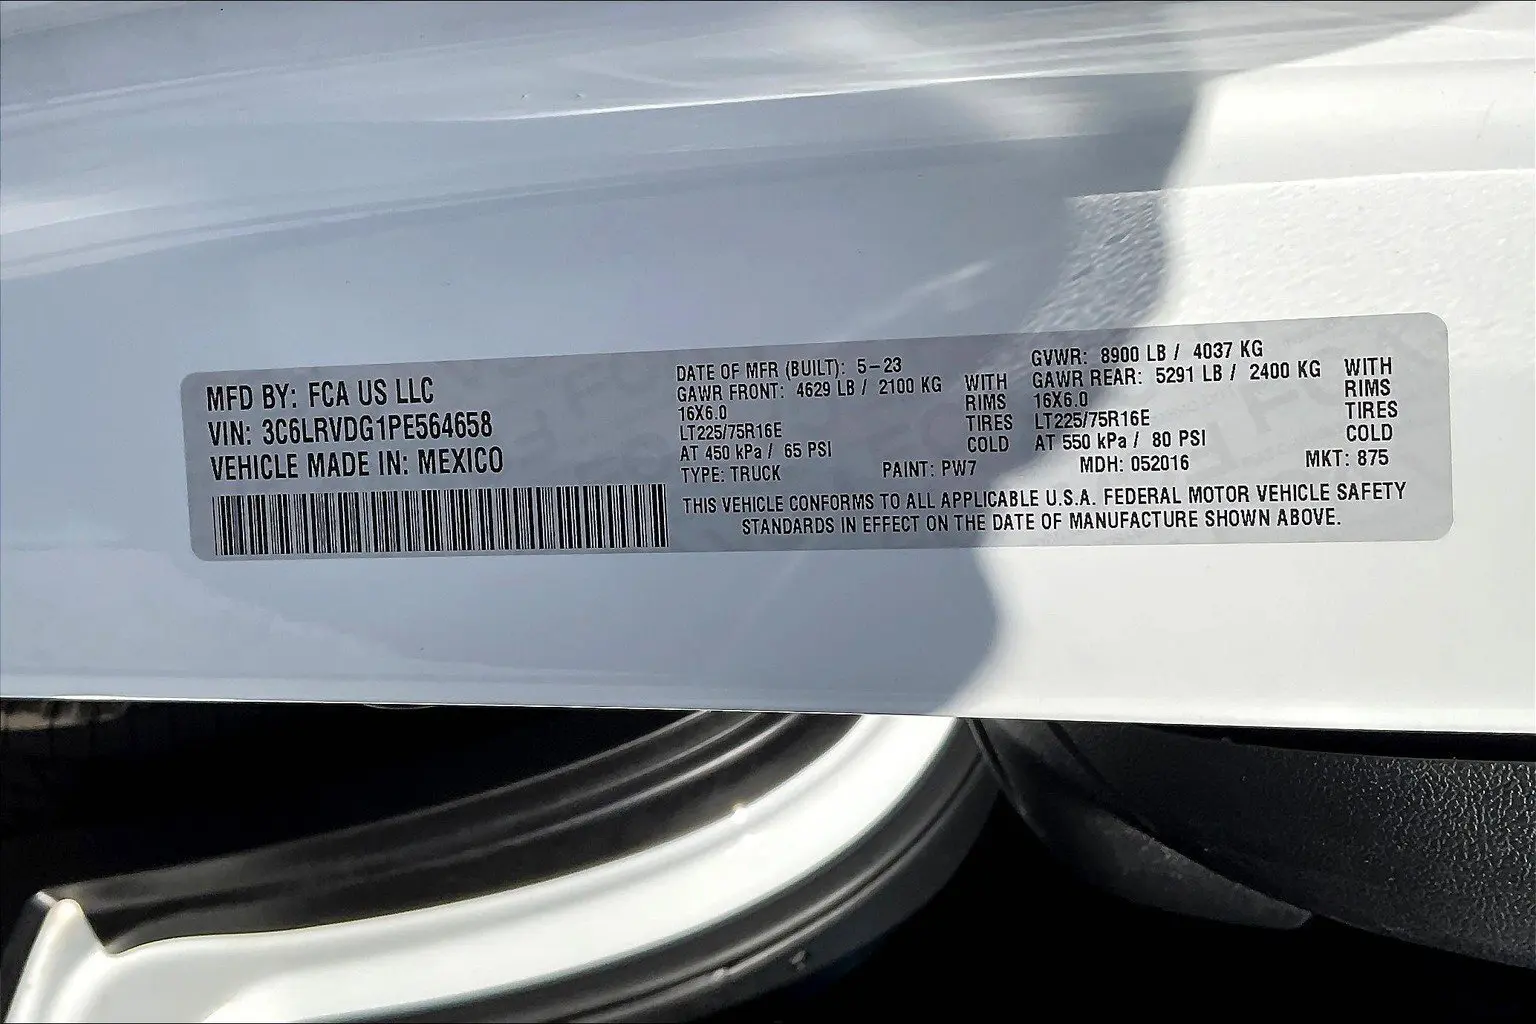 MFD BY: FCA US LLC
VIN: 3C6LRVDG1PE564658
VEHICLE MADE IN: MEXICO
DATE OF MFR (BUILT): 5-23
GAWR FRONT: 4629 LB / 2100 KG WITH
16X6.0 RIMS
LT225/75R16E TIRES
AT 450 kPa / 65 PSI COLD
TYPE: TRUCK PAINT: PW7
GVWR: 8900 LB / 4037 KG
GAWR REAR: 5291 LB / 2400 KG WITH
16X6.0 RIMS
LT225/75R16E TIRES
AT 550 kPa / 80 PSI COLD
MDH: 052016 MKT: 875
THIS VEHICLE CONFORMS TO ALL APPLICABLE U.S.A. FEDERAL MOTOR VEHICLE SAFETY
STANDARDS IN EFFECT ON THE DATE OF MANUFACTURE SHOWN ABOVE.